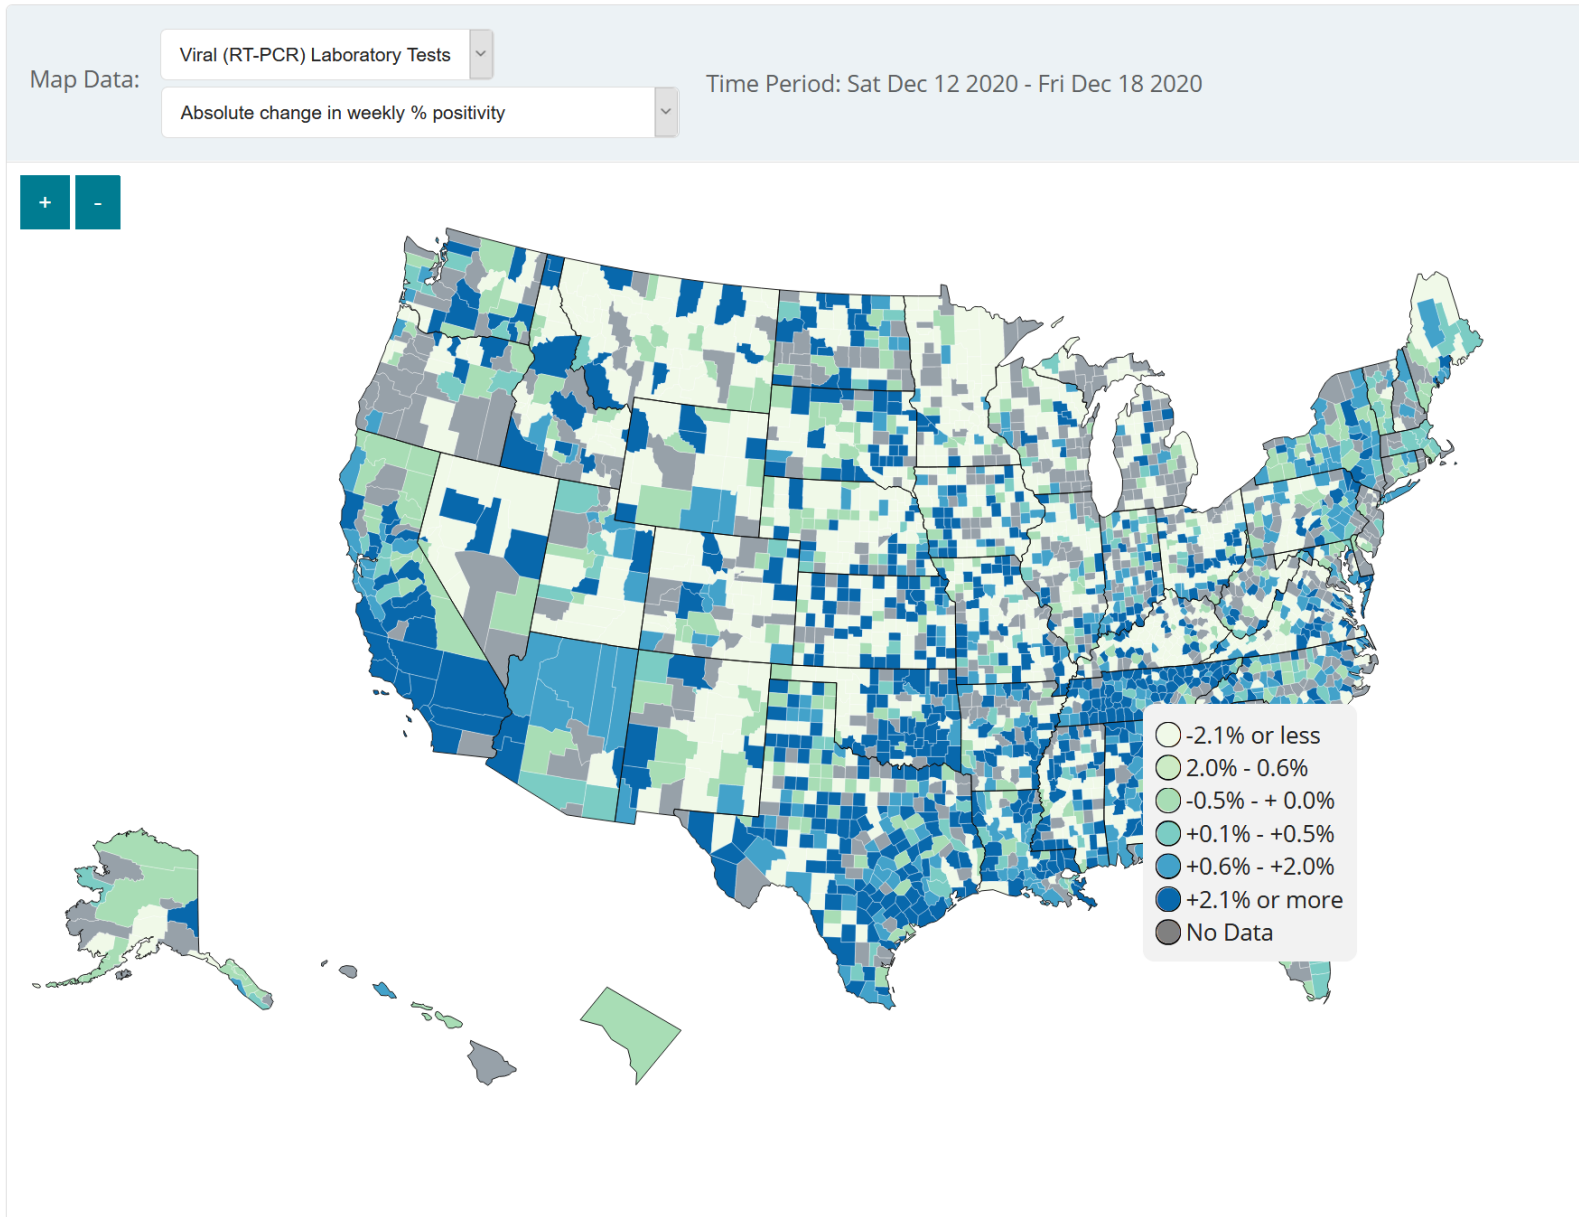 Map Data:
Viral (RT-PCR) Laboratory Tests
Absolute change in weekly % positivity
Time Period: Sat Dec 12 2020 - Fri Dec 18 2020
+
-
-2.1% or less
2.0% - 0.6%
-0.5% - + 0.0%
+0.1% - +0.5%
+0.6% - +2.0%
+2.1% or more
No Data